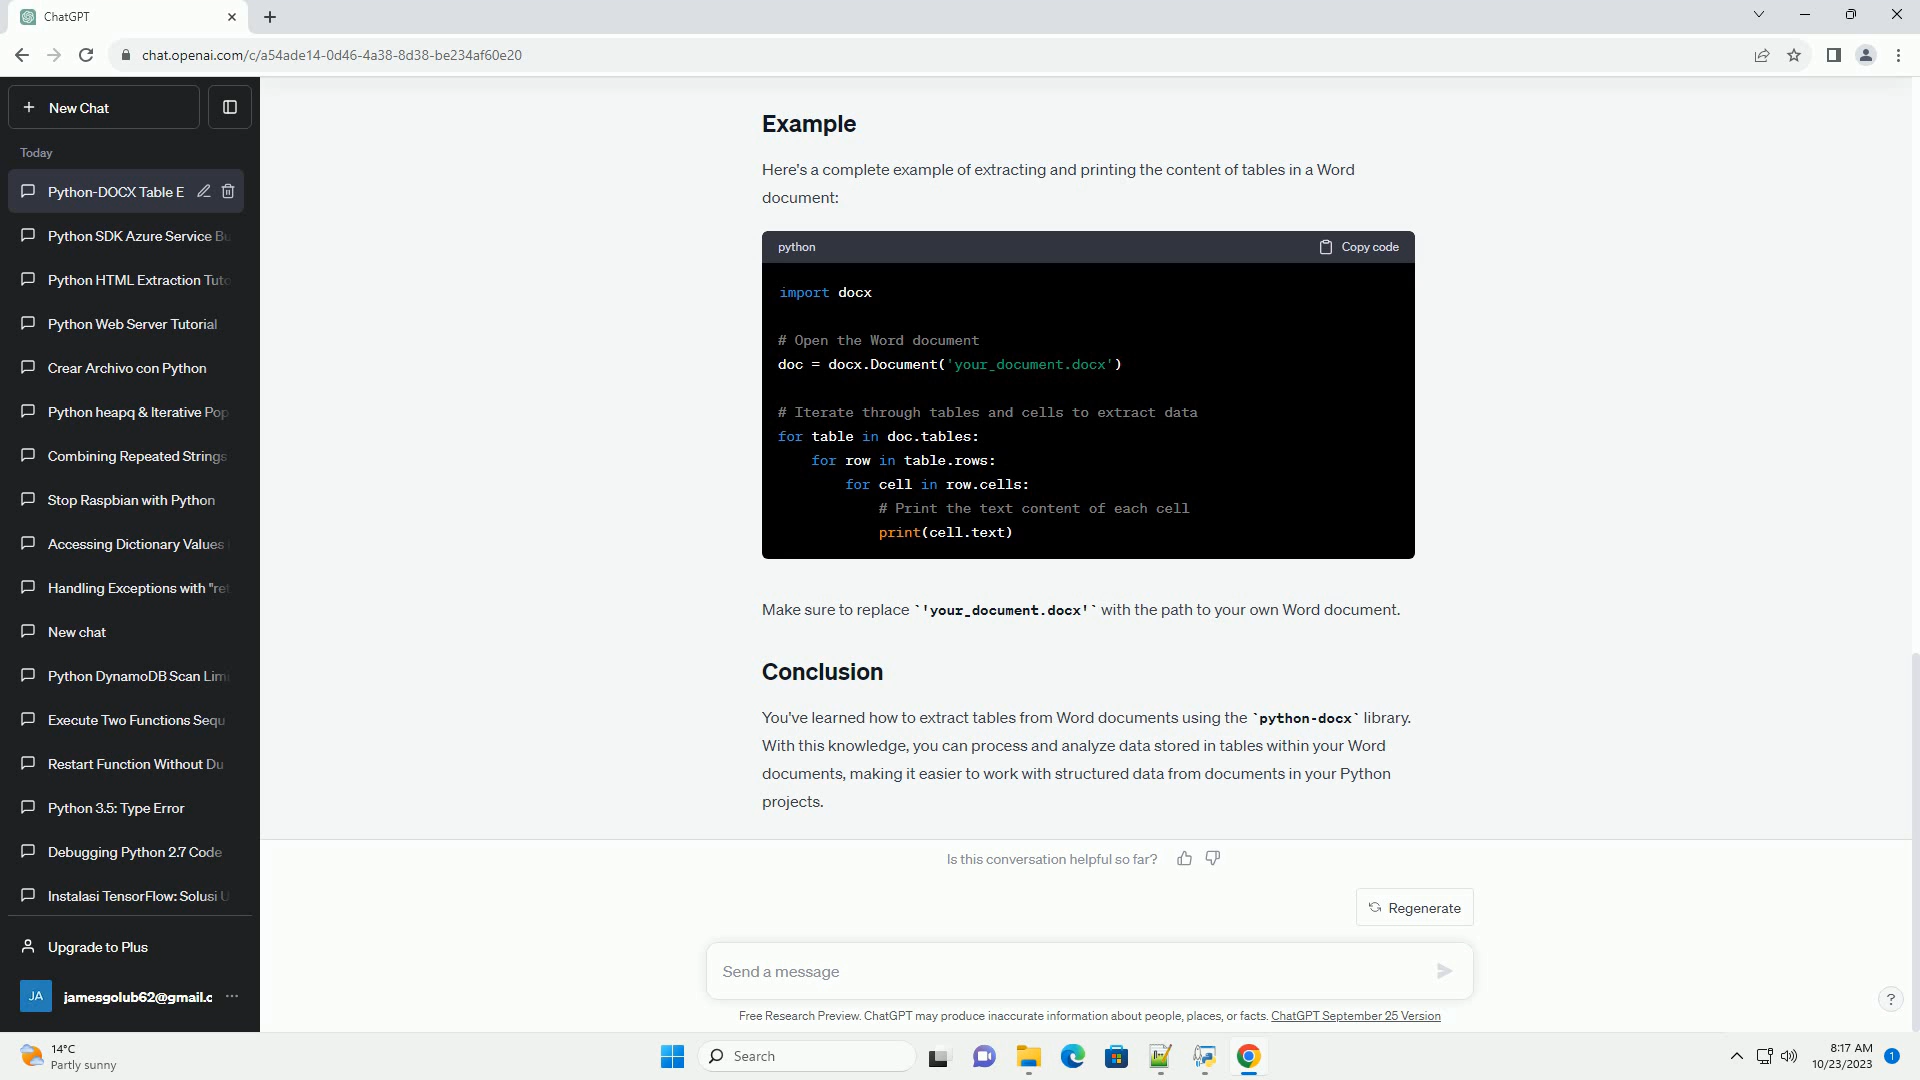 ChatGPT
chat.openai.com/c/a54ade14-0d46-4a38-8d38-be234af60e20
New Chat
Today
Python-DOCX Table E
Python SDK Azure Service Bu
Python HTML Extraction Tuto
Python Web Server Tutorial
Crear Archivo con Python
Python heapq & Iterative Pop
Combining Repeated Strings
Stop Raspbian with Python
Accessing Dictionary Values
Handling Exceptions with "ret
New chat
Python DynamoDB Scan Limi
Execute Two Functions Sequ
Restart Function Without Du
Python 3.5: Type Error
Debugging Python 2.7 Code
Instalasi TensorFlow: Solusi U
Upgrade to Plus
JA
jamesgolub62@gmail.c
Example
Here's a complete example of extracting and printing the content of tables in a Word
document:
python
Copy code
import docx
# Open the Word document
doc = docx.Document('your_document.docx')
# Iterate through tables and cells to extract data
for table in doc.tables:
for row in table.rows:
for cell in row.cells:
# Print the text content of each cell
print(cell.text)
Make sure to replace `'your_document.docx'` with the path to your own Word document.
Conclusion
You've learned how to extract tables from Word documents using the `python-docx` library.
With this knowledge, you can process and analyze data stored in tables within your Word
documents, making it easier to work with structured data from documents in your Python
projects.
Is this conversation helpful so far?
Regenerate
Send a message
Free Research Preview. ChatGPT may produce inaccurate information about people, places, or facts. ChatGPT September 25 Version
?
14°C
Partly sunny
Search
8:17 AM
10/23/2023
1